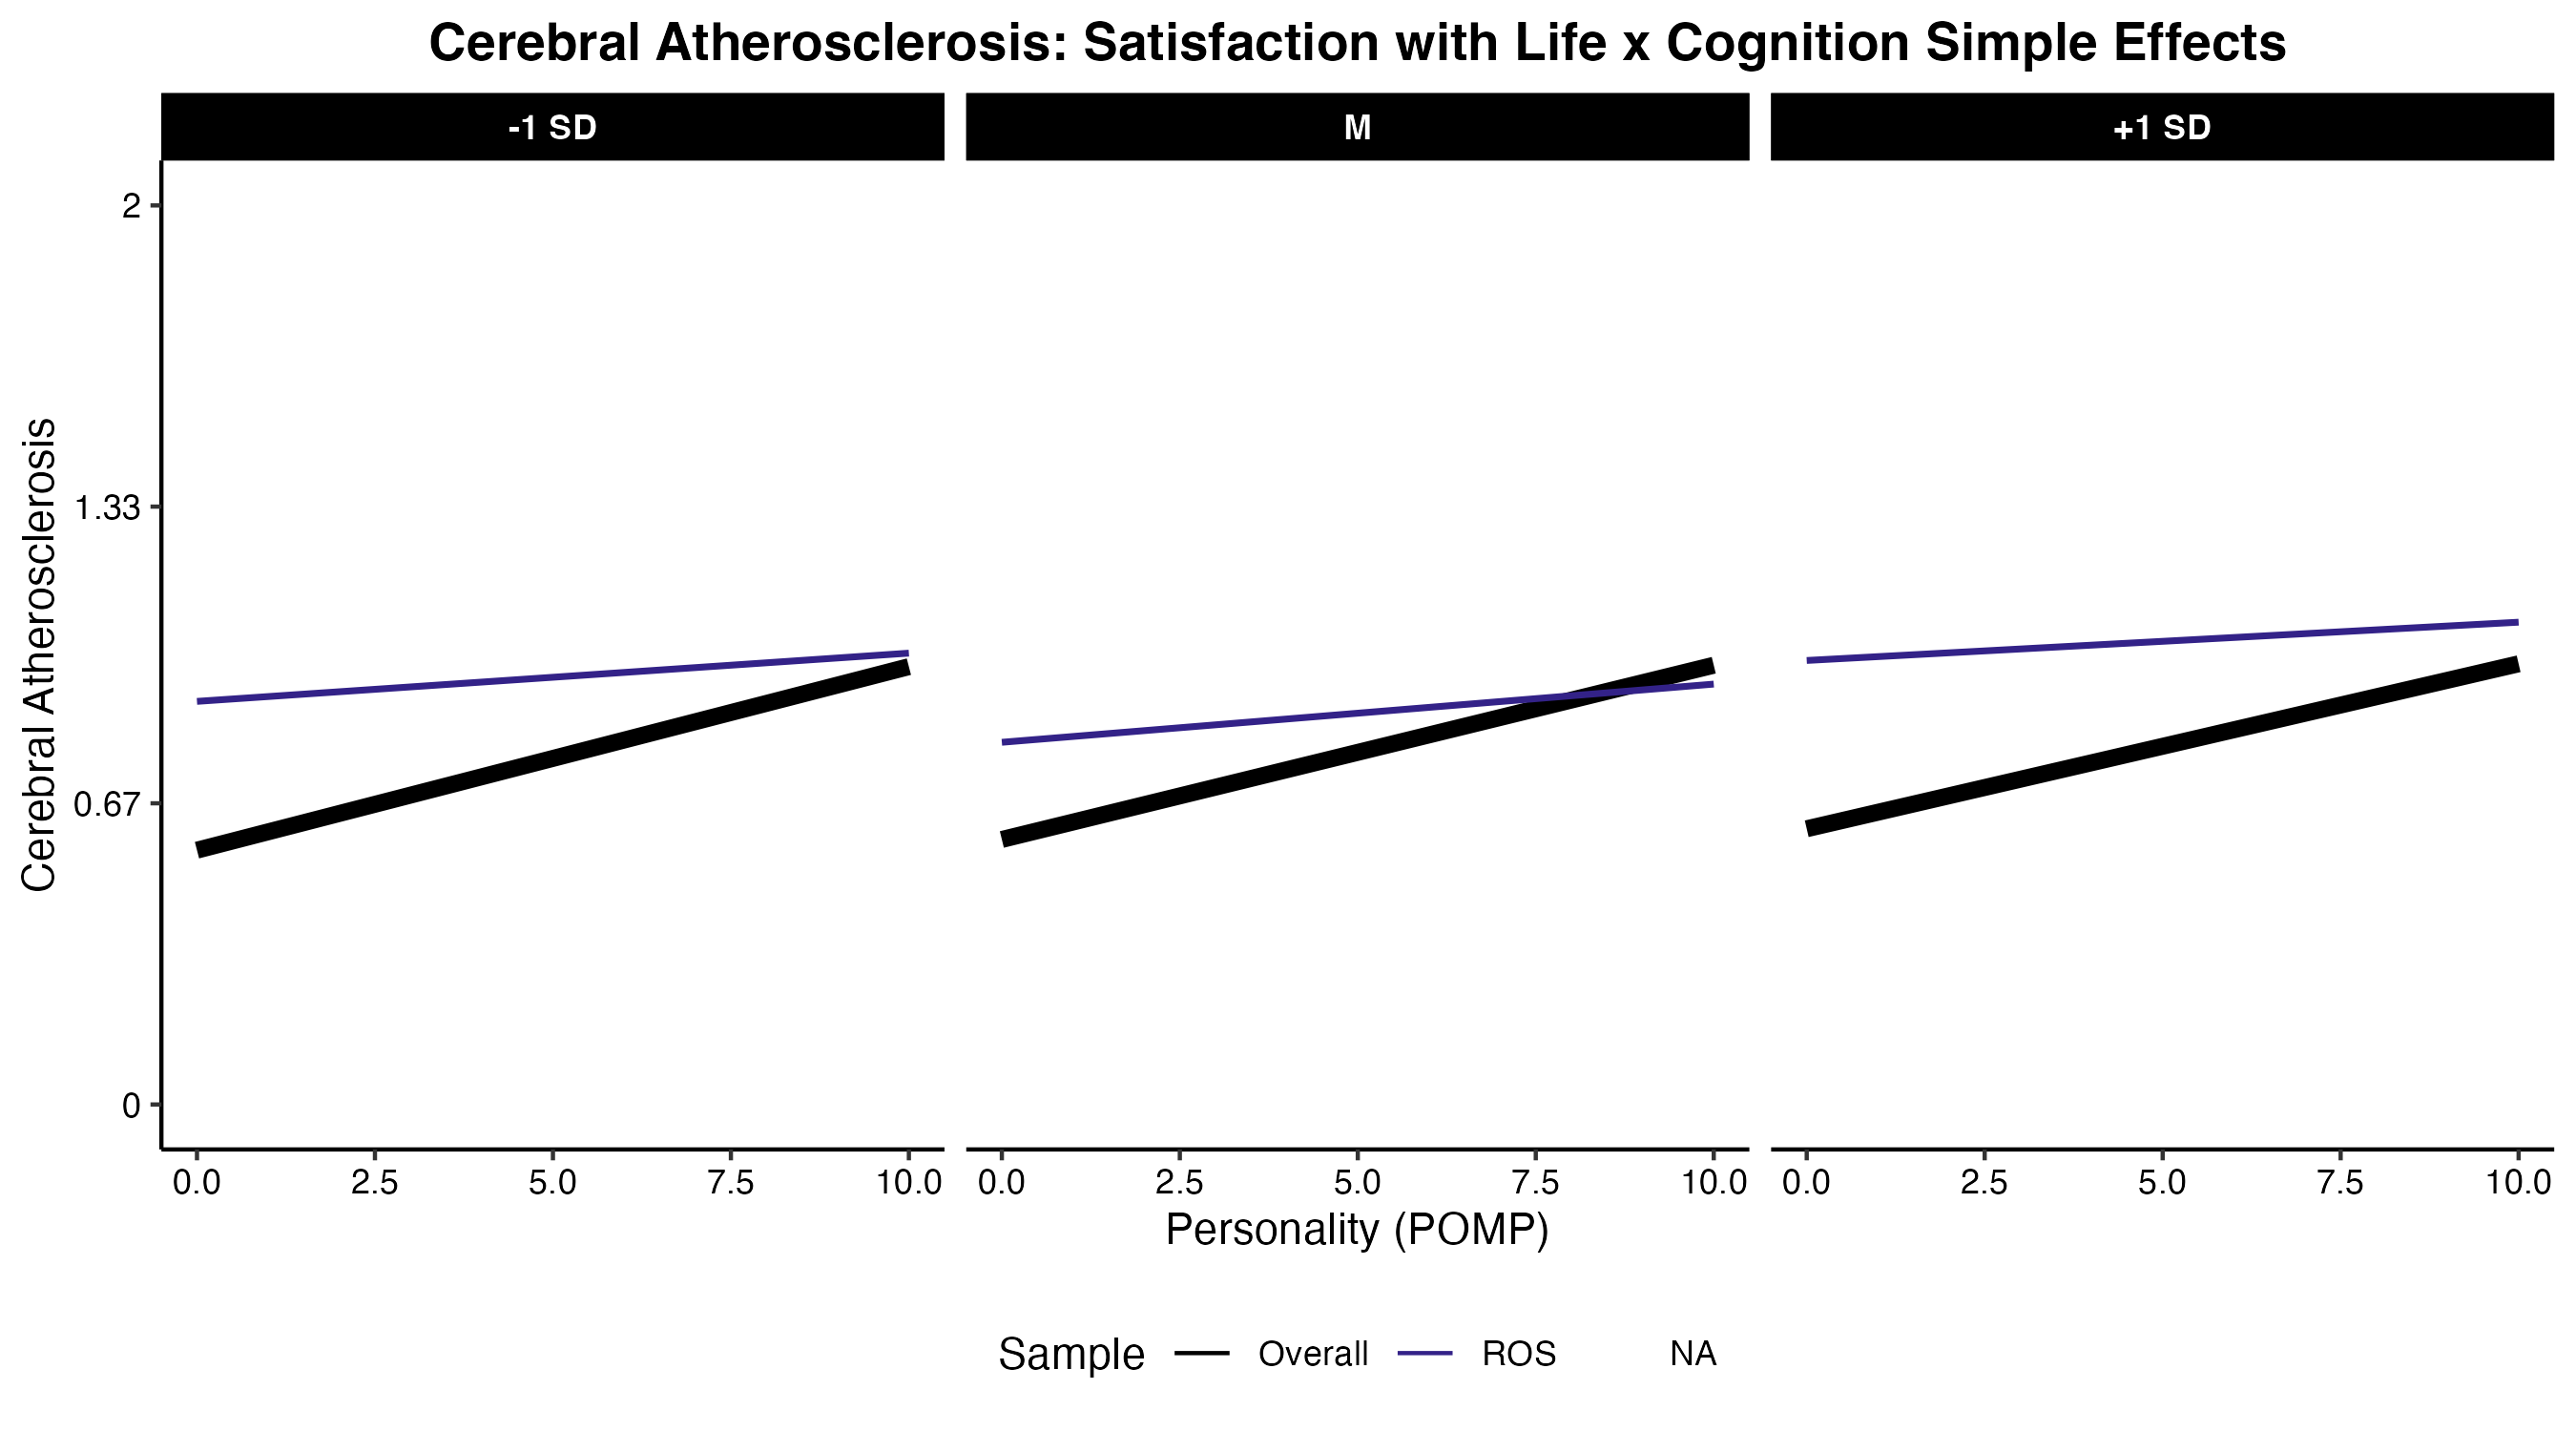 Cerebral Atherosclerosis: Satisfaction with Life x Cognition Simple Effects
-1 SD
M
+1 SD
Cerebral Atherosclerosis
2
1.33
0.67
0
0.0 2.5 5.0 7.5 10.0
0.0 2.5 5.0 7.5 10.0
0.0 2.5 5.0 7.5 10.0
Personality (POMP)
Sample Overall ROS NA